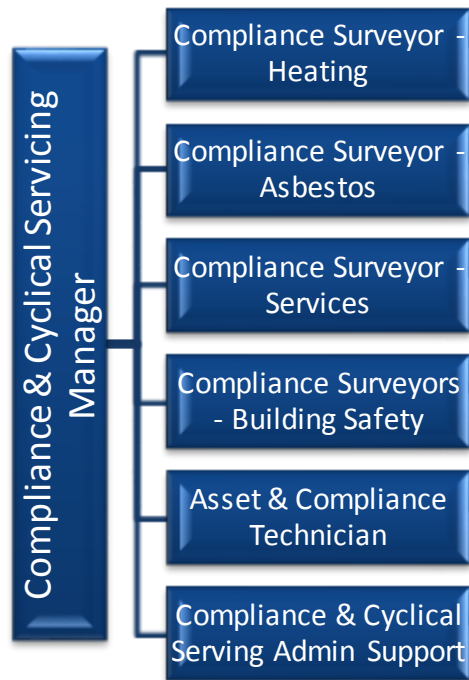 Compliance & Cyclical Servicing
Manager
Compliance Surveyor -
Heating
Compliance Surveyor -
Asbestos
Compliance Surveyor -
Services
Compliance Surveyors
- Building Safety
Asset & Compliance
Technician
Compliance & Cyclical
Serving Admin Support